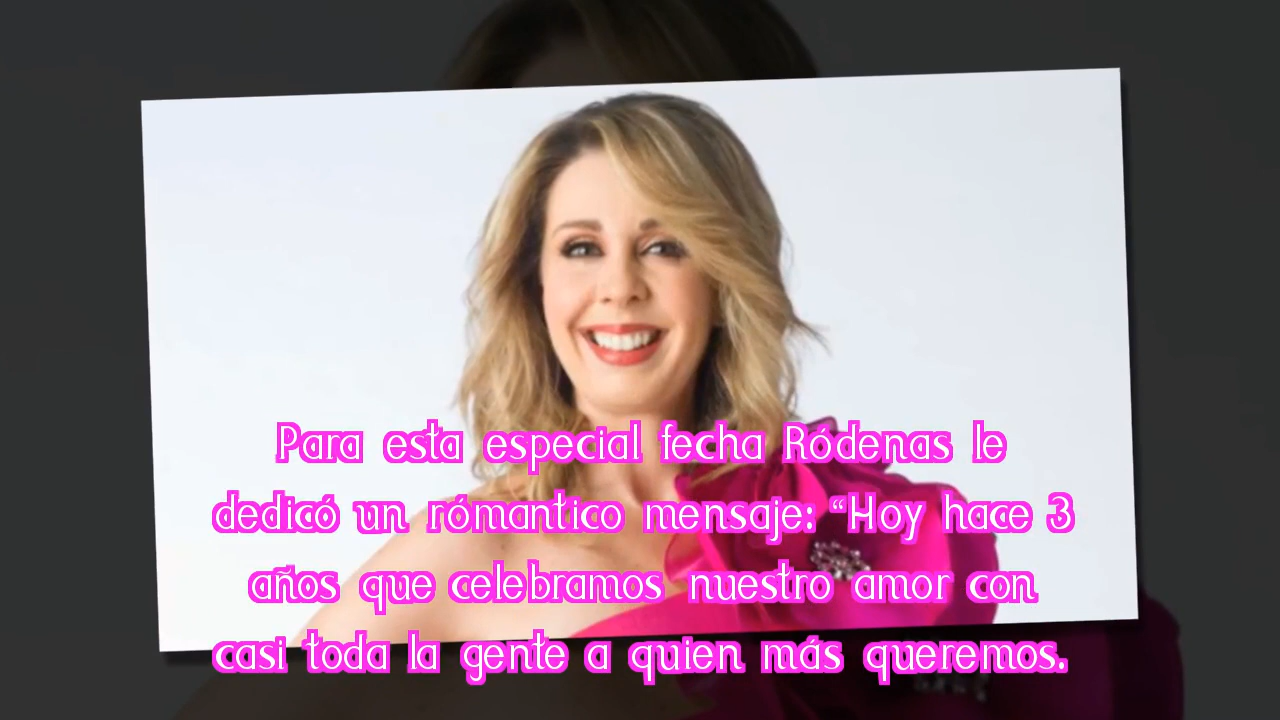 Para esta especial fecha Ródenas le
dedicó un rómantico mensaje: “Hoy hace 3
años que celebramos nuestro amor con
casi toda la gente a quien más queremos.